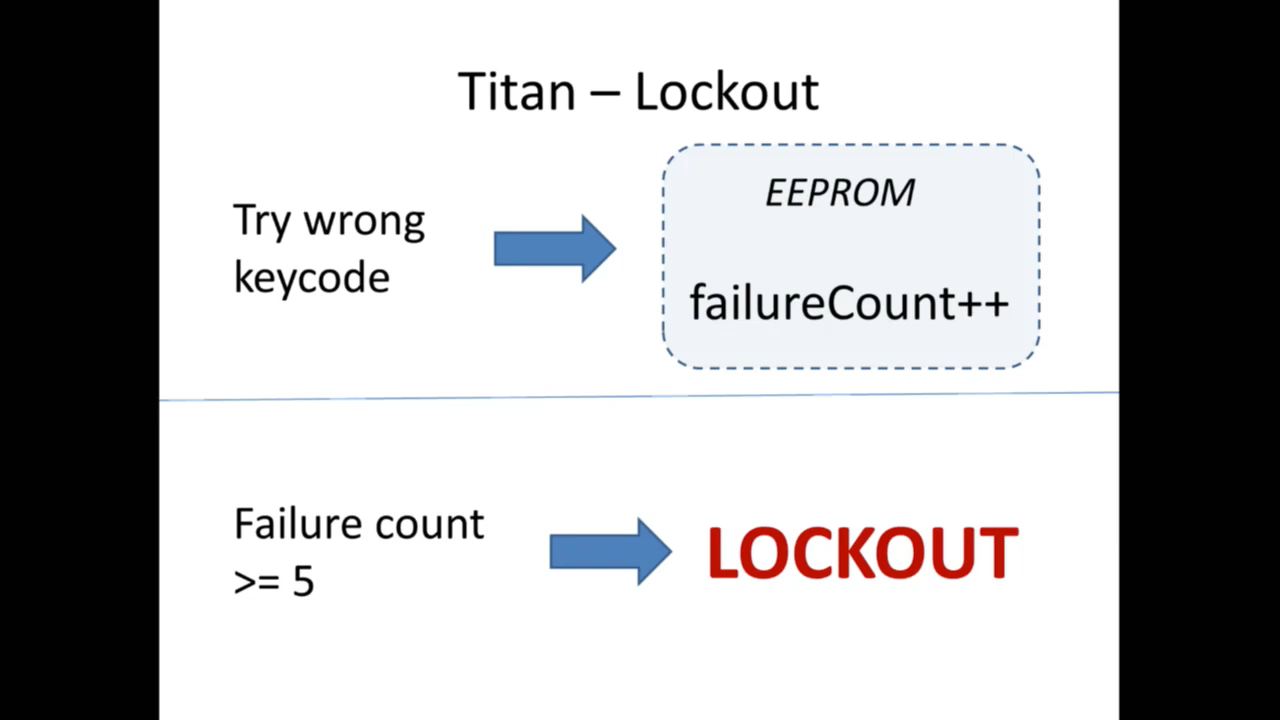 Titan – Lockout
Try wrong
keycode
EEPROM
failureCount++
Failure count
>= 5
LOCKOUT